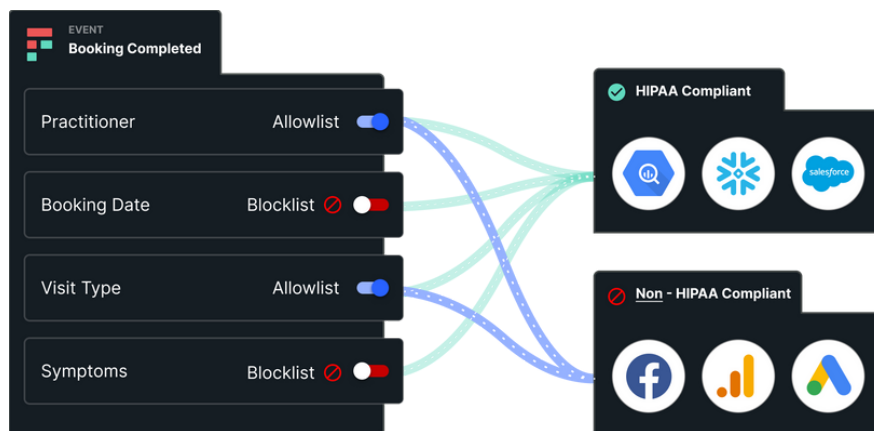 EVENT
Booking Completed
Practitioner Allowlist
Booking Date Blocklist
Visit Type Allowlist
Symptoms Blocklist
HIPAA Compliant
salesforce
Non - HIPAA Compliant